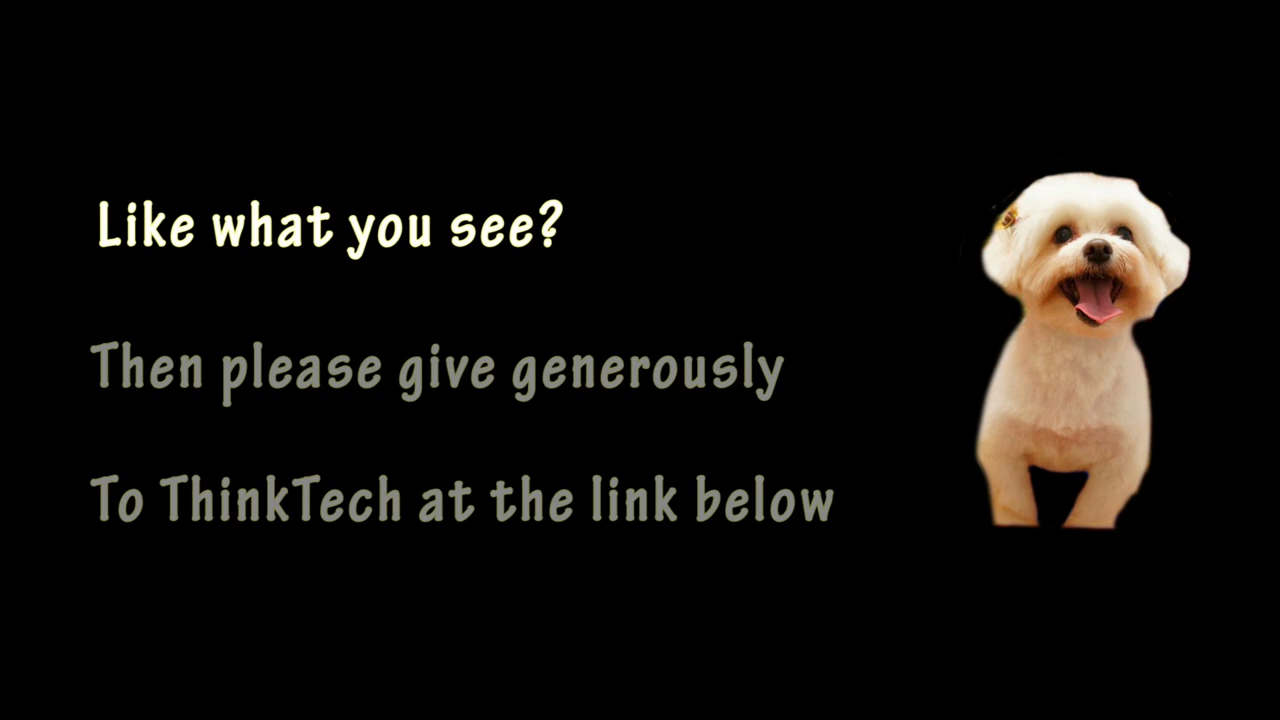 Like what you see?
Then please give generously
To ThinkTech at the link below